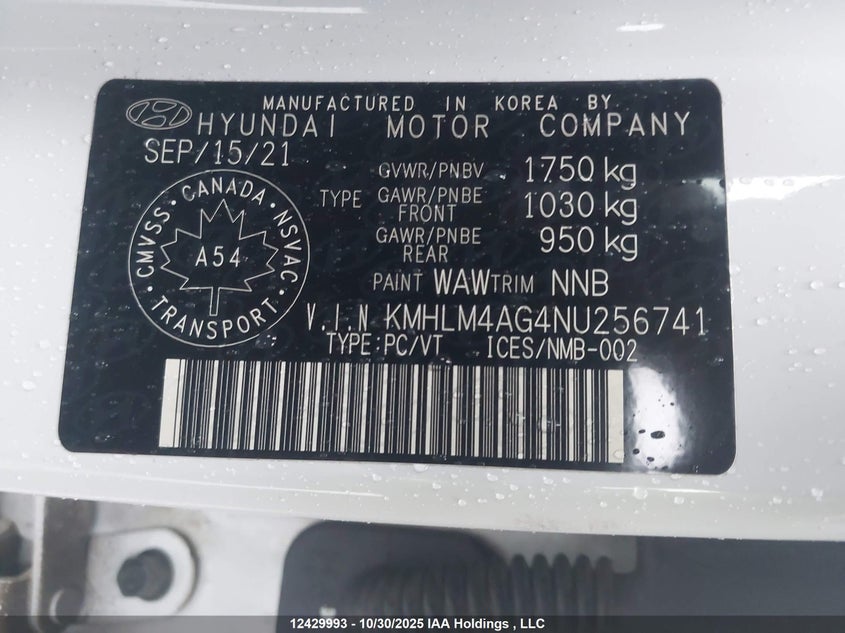 MANUFACTURED IN KOREA BY
HYUNDAI MOTOR COMPANY
SEP/15/21
GVWR/PNBV 1750 kg
TYPE GAWR/PNBE FRONT 1030 kg
GAWR/PNBE REAR 950 kg
CANADA
CMVSS · NSVAC
A54
TRANSPORT
PAINT WAW TRIM NNB
V.I.N KMHLM4AG4NU256741
TYPE:PC/VT ICES/NMB-002
12429993 - 10/30/2025 IAA Holdings , LLC